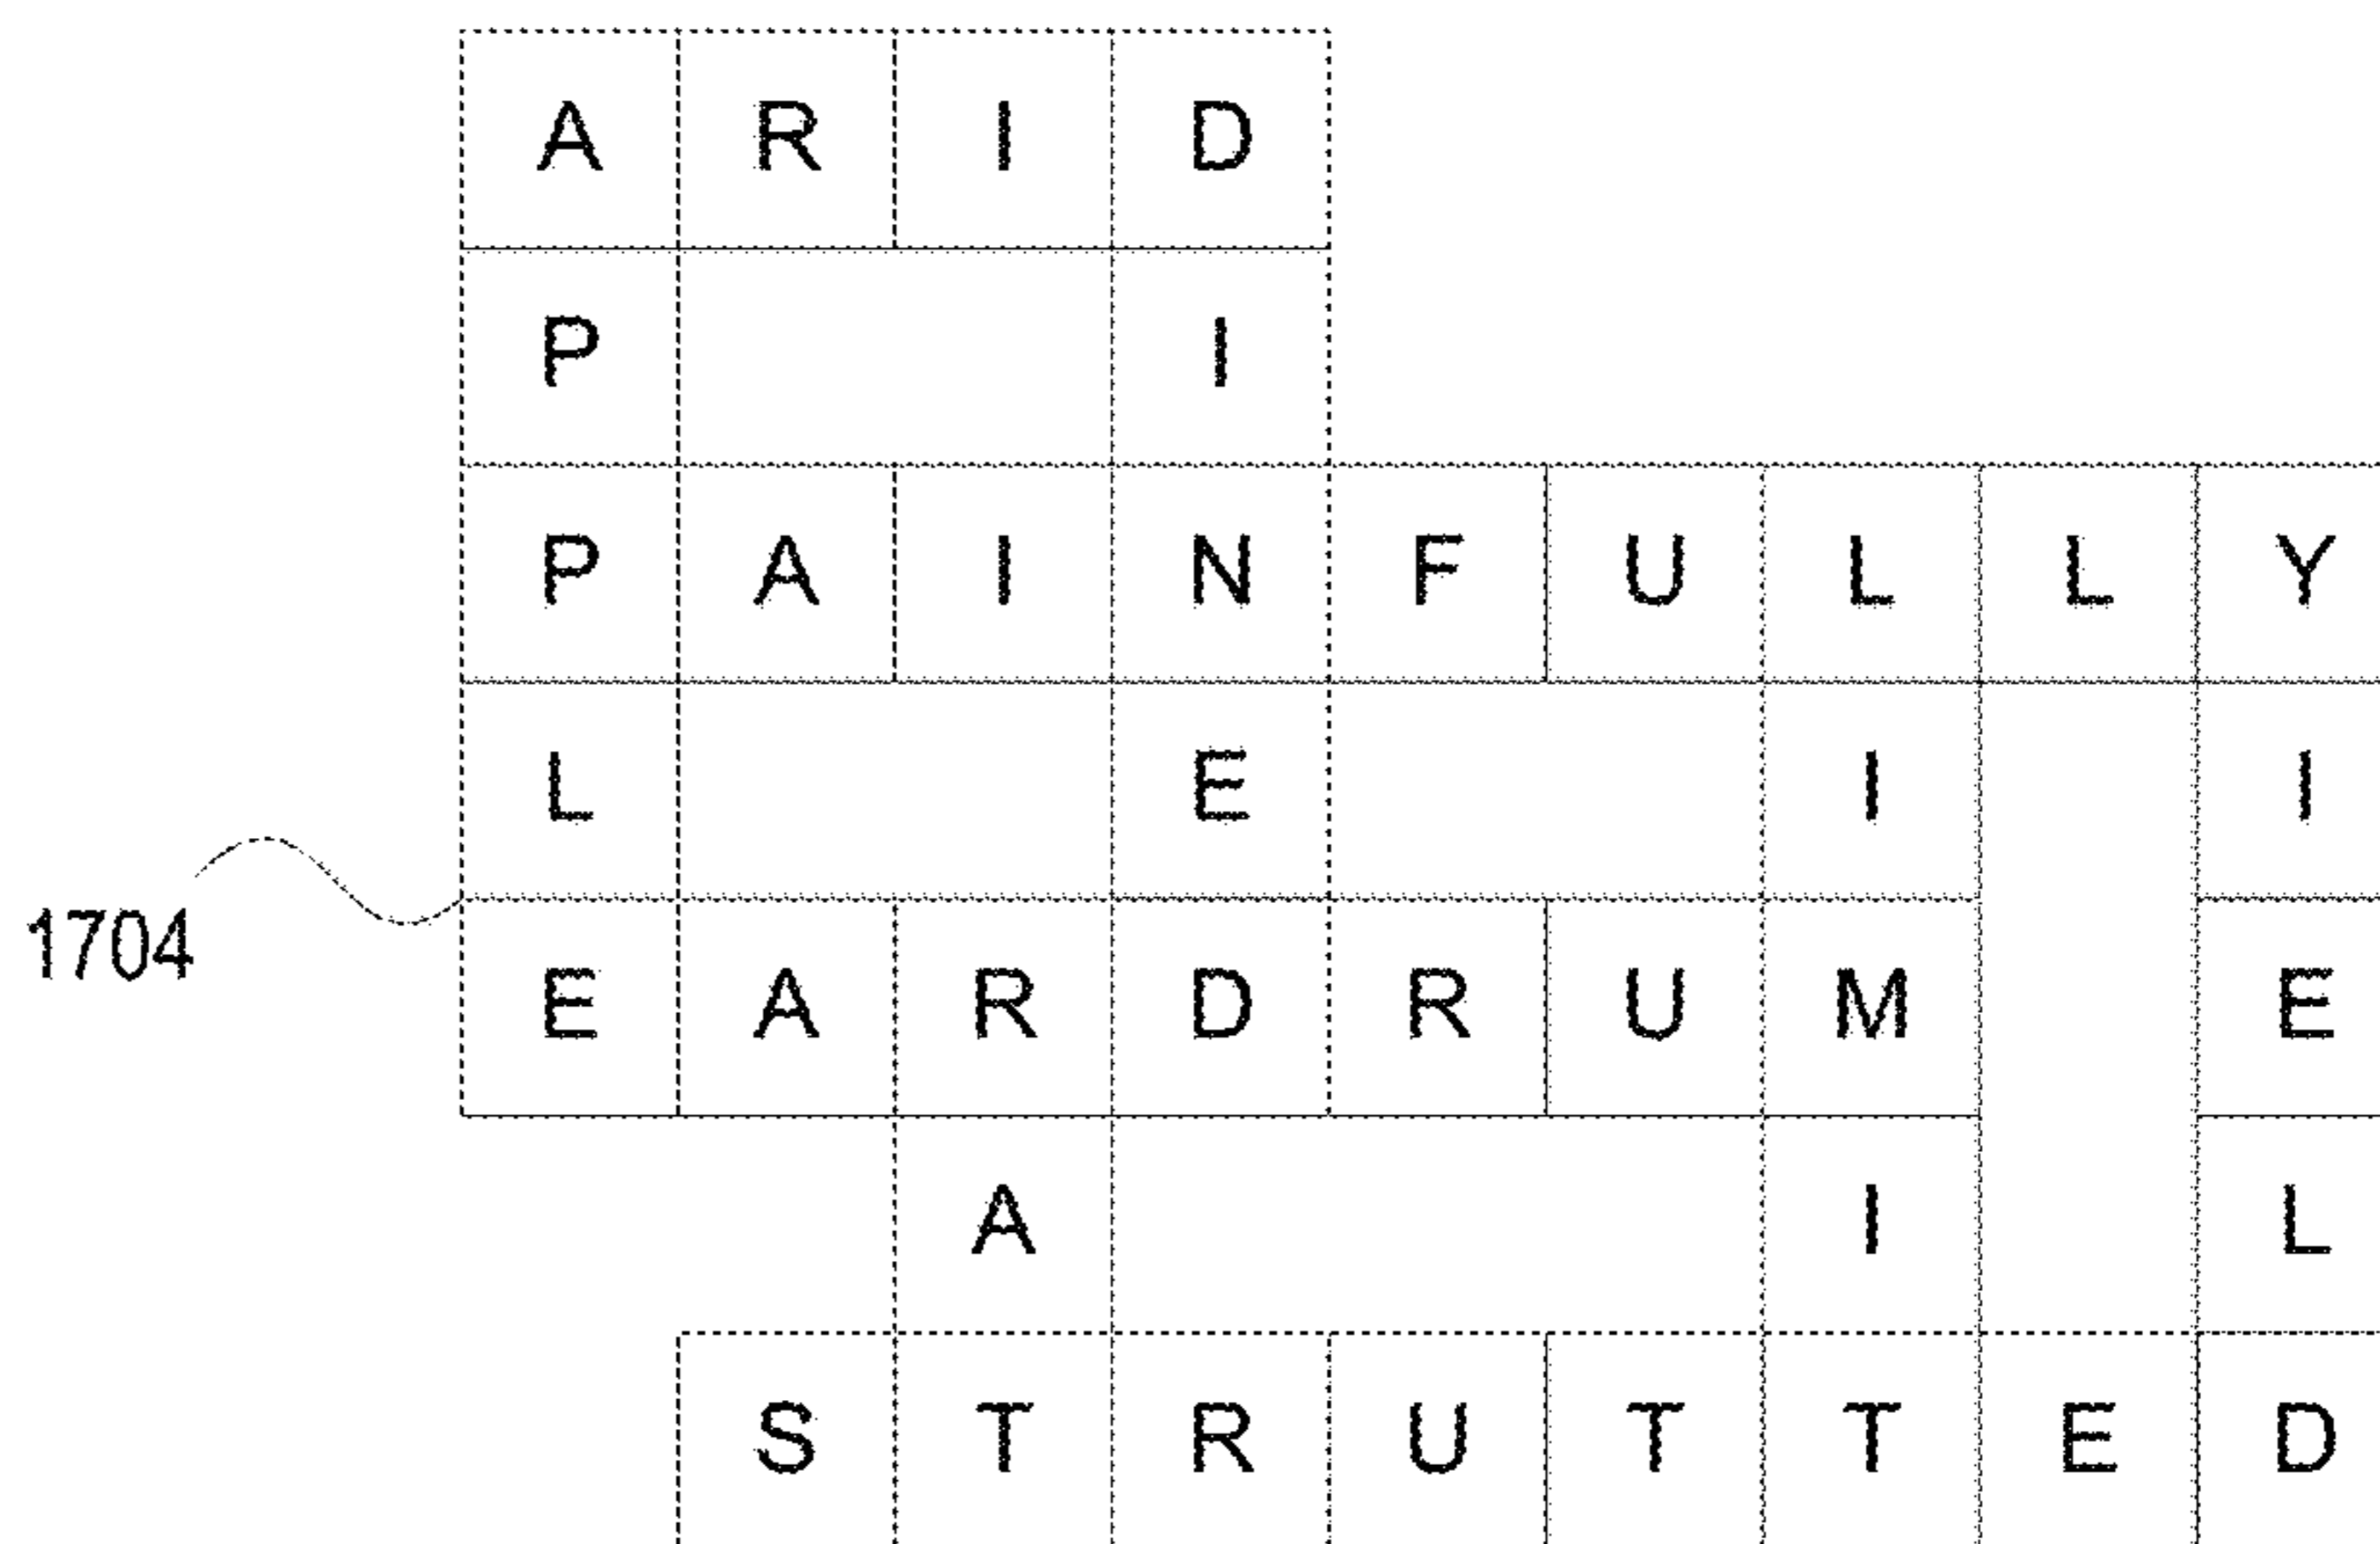 A R I D
P I
P A I N F U L L Y
L E I I
1704
E A R D R U M E
A I L
S T R U T T E D